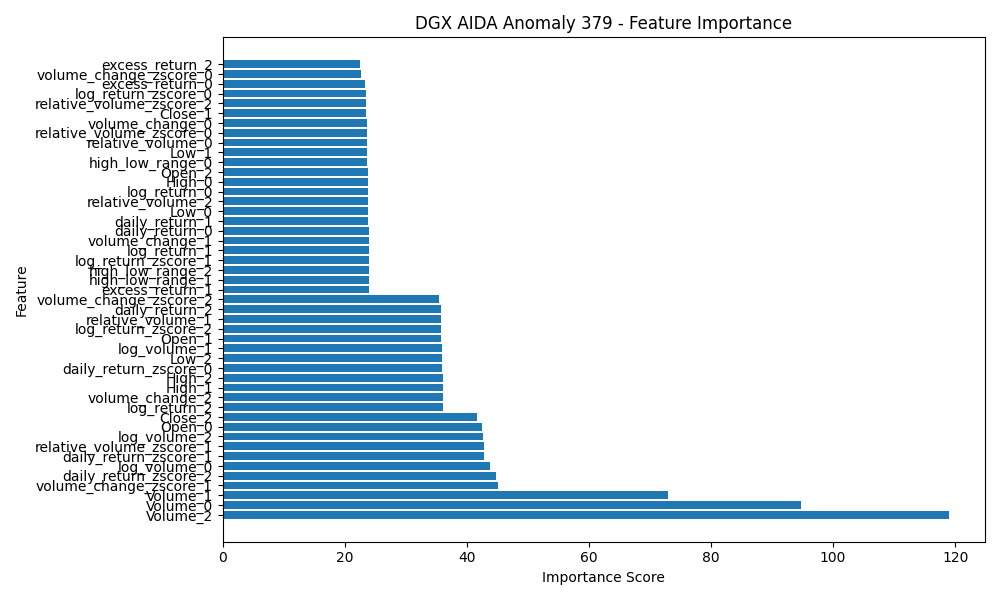 DGX AIDA Anomaly 379 - Feature Importance
excess_return_2
volume_change_zscore_0
excess_return_0
log_return_zscore_0
relative_volume_zscore_2
Close_1
volume_change_0
relative_volume_zscore_0
relative_volume_0
Low_1
high_low_range_0
Open_2
High_0
log_return_0
relative_volume_2
Low_0
daily_return_1
daily_return_0
volume_change_1
log_return_1
log_return_zscore_1
high_low_range_2
high_low_range_1
excess_return_1
volume_change_zscore_2
daily_return_2
relative_volume_1
log_return_zscore_2
Open_1
log_volume_1
Low_2
daily_return_zscore_0
High_2
High_1
volume_change_2
log_return_2
Close_2
Open_0
log_volume_2
relative_volume_zscore_1
daily_return_zscore_1
log_volume_0
daily_return_zscore_2
volume_change_zscore_1
Volume_1
Volume_0
Volume_2
Feature
0 20 40 60 80 100 120
Importance Score